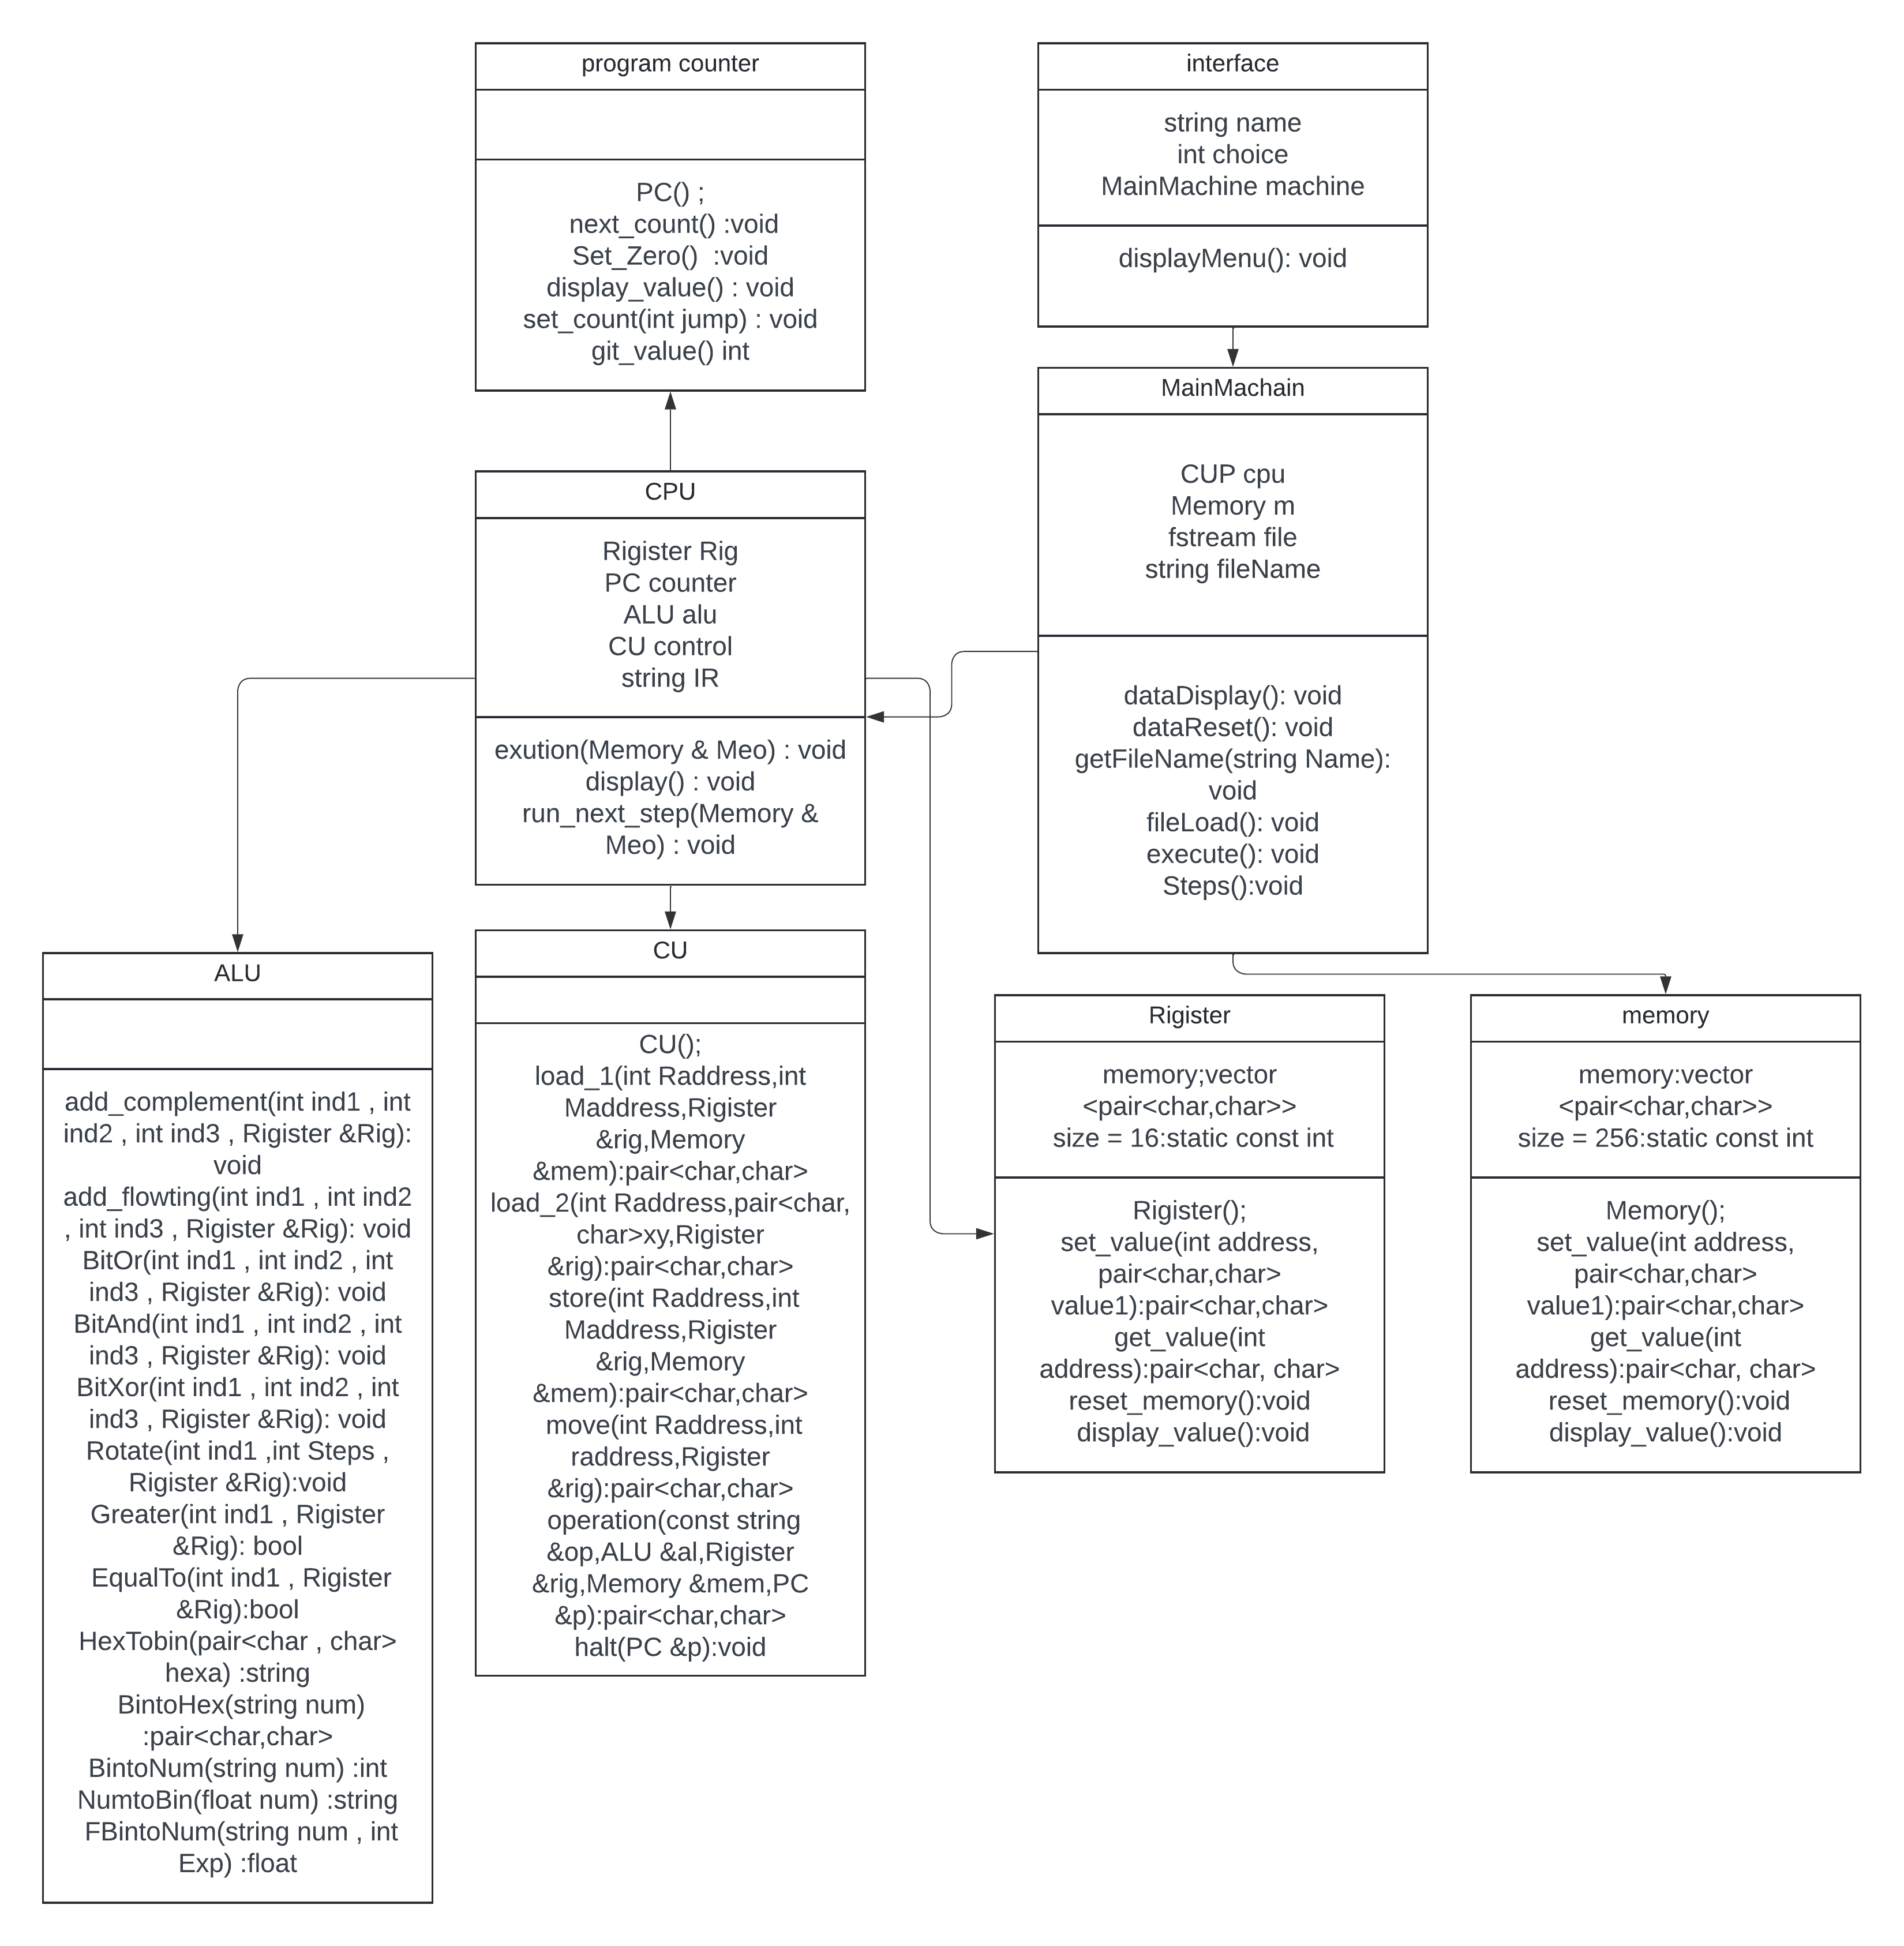 program counter
PC() ;
next_count() :void
Set_Zero()  :void
display_value() : void
set_count(int jump) : void
git_value() int
interface
string name
int choice
MainMachine machine
displayMenu(): void
MainMachain
CUP cpu
Memory m
fstream file
string fileName
dataDisplay(): void
dataReset(): void
getFileName(string Name):
void
fileLoad(): void
execute(): void
Steps():void
CPU
Rigister Rig
PC counter
ALU alu
CU control
string IR
exution(Memory & Meo) : void
display() : void
run_next_step(Memory &
Meo) : void
ALU
add_complement(int ind1 , int
ind2 , int ind3 , Rigister &Rig):
void
add_flowting(int ind1 , int ind2
, int ind3 , Rigister &Rig): void
BitOr(int ind1 , int ind2 , int
ind3 , Rigister &Rig): void
BitAnd(int ind1 , int ind2 , int
ind3 , Rigister &Rig): void
BitXor(int ind1 , int ind2 , int
ind3 , Rigister &Rig): void
Rotate(int ind1 ,int Steps ,
Rigister &Rig):void
Greater(int ind1 , Rigister
&Rig): bool
EqualTo(int ind1 , Rigister
&Rig):bool
HexTobin(pair<char , char>
hexa) :string
BintoHex(string num)
:pair<char,char>
BintoNum(string num) :int
NumtoBin(float num) :string
FBintoNum(string num , int
Exp) :float
CU
CU();
load_1(int Raddress,int
Maddress,Rigister
&rig,Memory
&mem):pair<char,char>
load_2(int Raddress,pair<char,
char>xy,Rigister
&rig):pair<char,char>
store(int Raddress,int
Maddress,Rigister
&rig,Memory
&mem):pair<char,char>
move(int Raddress,int
raddress,Rigister
&rig):pair<char,char>
operation(const string
&op,ALU &al,Rigister
&rig,Memory &mem,PC
&p):pair<char,char>
halt(PC &p):void
Rigister
memory;vector
<pair<char,char>>
size = 16:static const int
Rigister();
set_value(int address,
pair<char,char>
value1):pair<char,char>
get_value(int
address):pair<char, char>
reset_memory():void
display_value():void
memory
memory:vector
<pair<char,char>>
size = 256:static const int
Memory();
set_value(int address,
pair<char,char>
value1):pair<char,char>
get_value(int
address):pair<char, char>
reset_memory():void
display_value():void